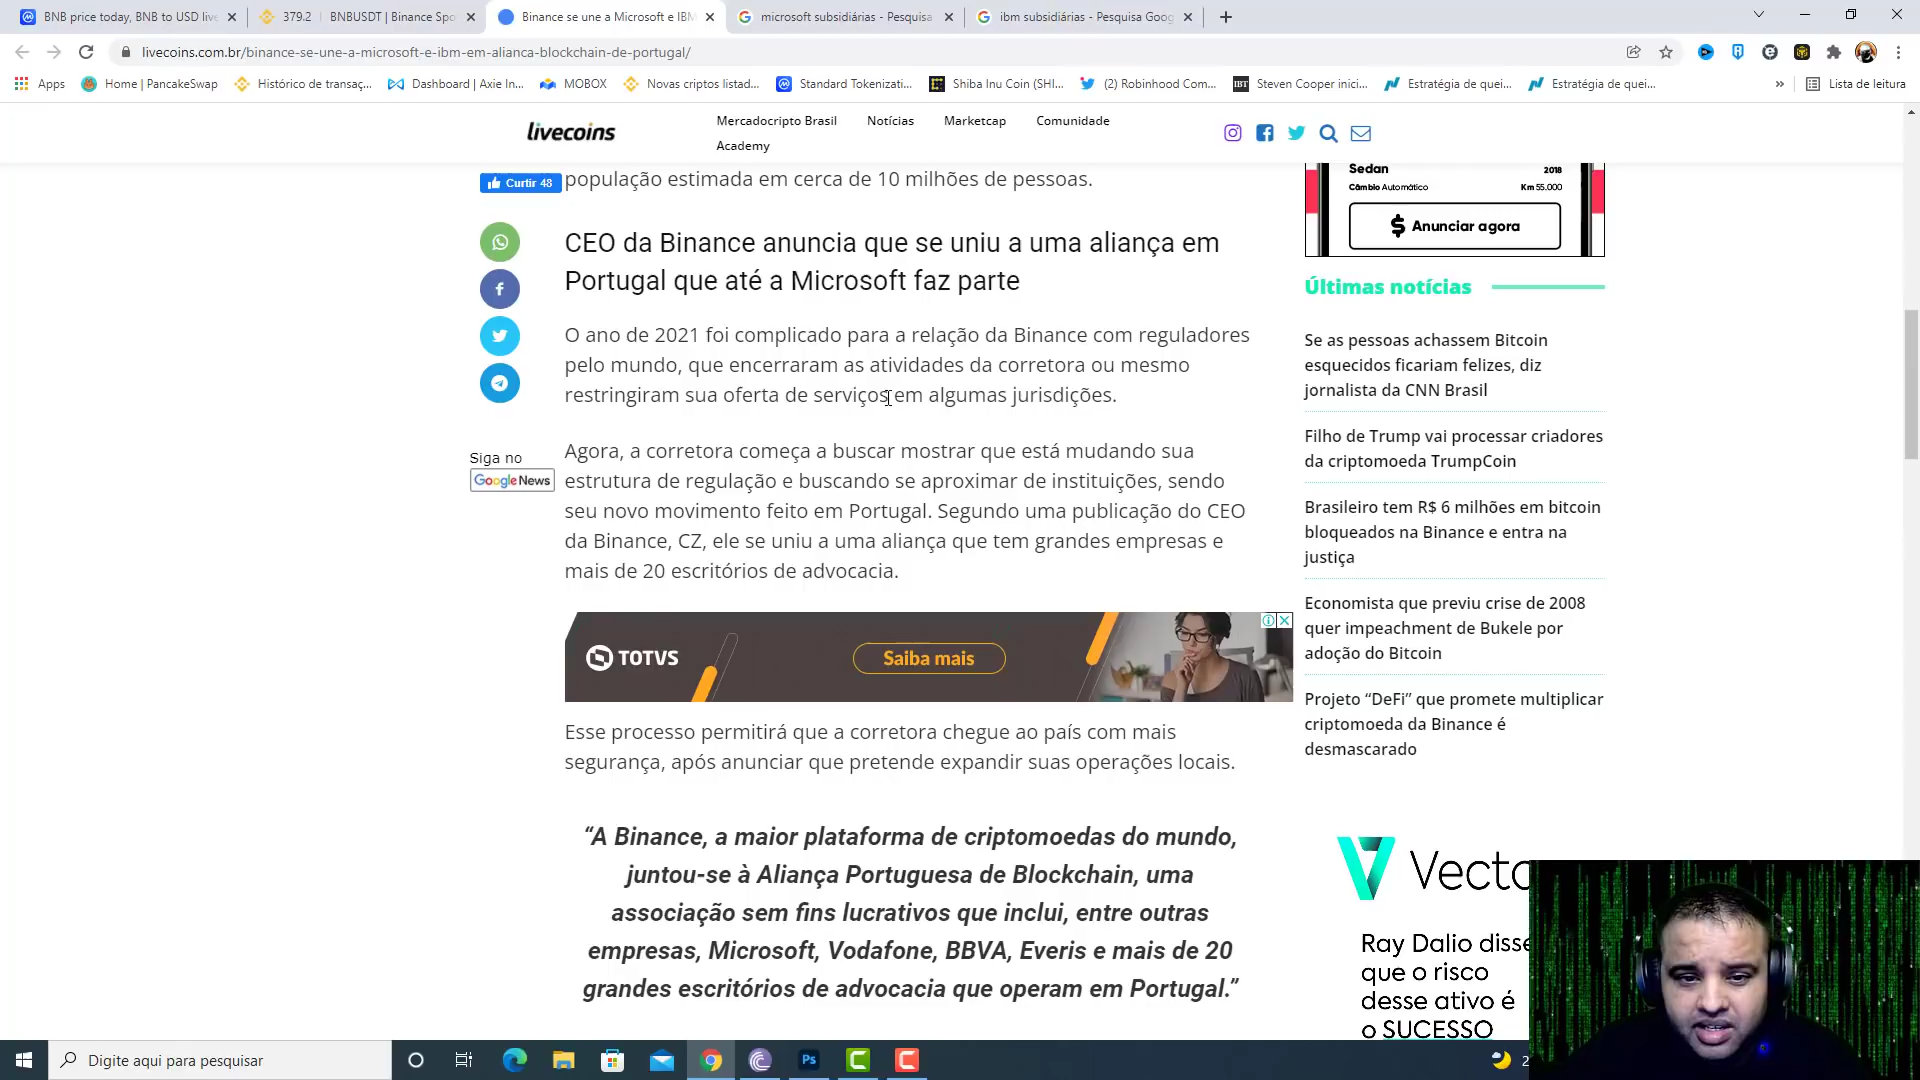 BNB price today, BNB to USD live
379.2 | BNBUSDT | Binance Spo
Binance se une a Microsoft e IBM
microsoft subsidiárias - Pesquisa
ibm subsidiárias - Pesquisa Goog
livecoins.com.br/binance-se-une-a-microsoft-e-ibm-em-alianca-blockchain-de-portugal/
Apps
Home | PancakeSwap
Histórico de transaç...
Dashboard | Axie In...
MOBOX
Novas criptos listad...
Standard Tokenizati...
Shiba Inu Coin (SHI...
(2) Robinhood Com...
IBT
Steven Cooper inici...
Estratégia de quei...
Estratégia de quei...
»
Lista de leitura
livecoins
Mercadocripto Brasil
Notícias
Marketcap
Comunidade
Academy
Curtir 48
população estimada em cerca de 10 milhões de pessoas.
CEO da Binance anuncia que se uniu a uma aliança em
Portugal que até a Microsoft faz parte
O ano de 2021 foi complicado para a relação da Binance com reguladores
pelo mundo, que encerraram as atividades da corretora ou mesmo
restringiram sua oferta de serviços em algumas jurisdições.
Siga no
Google News
Agora, a corretora começa a buscar mostrar que está mudando sua
estrutura de regulação e buscando se aproximar de instituições, sendo
seu novo movimento feito em Portugal. Segundo uma publicação do CEO
da Binance, CZ, ele se uniu a uma aliança que tem grandes empresas e
mais de 20 escritórios de advocacia.
TOTVS
Saiba mais
Esse processo permitirá que a corretora chegue ao país com mais
segurança, após anunciar que pretende expandir suas operações locais.
“A Binance, a maior plataforma de criptomoedas do mundo,
juntou-se à Aliança Portuguesa de Blockchain, uma
associação sem fins lucrativos que inclui, entre outras
empresas, Microsoft, Vodafone, BBVA, Everis e mais de 20
grandes escritórios de advocacia que operam em Portugal.”
Sedan
2018
Câmbio Automático
Km 55.000
$ Anunciar agora
Últimas notícias
Se as pessoas achassem Bitcoin
esquecidos ficariam felizes, diz
jornalista da CNN Brasil
Filho de Trump vai processar criadores
da criptomoeda TrumpCoin
Brasileiro tem R$ 6 milhões em bitcoin
bloqueados na Binance e entra na
justiça
Economista que previu crise de 2008
quer impeachment de Bukele por
adoção do Bitcoin
Projeto “DeFi” que promete multiplicar
criptomoeda da Binance é
desmascarado
Vecto
Ray Dalio disse
que o risco
desse ativo é
o SUCESSO
Digite aqui para pesquisar
Ps
2